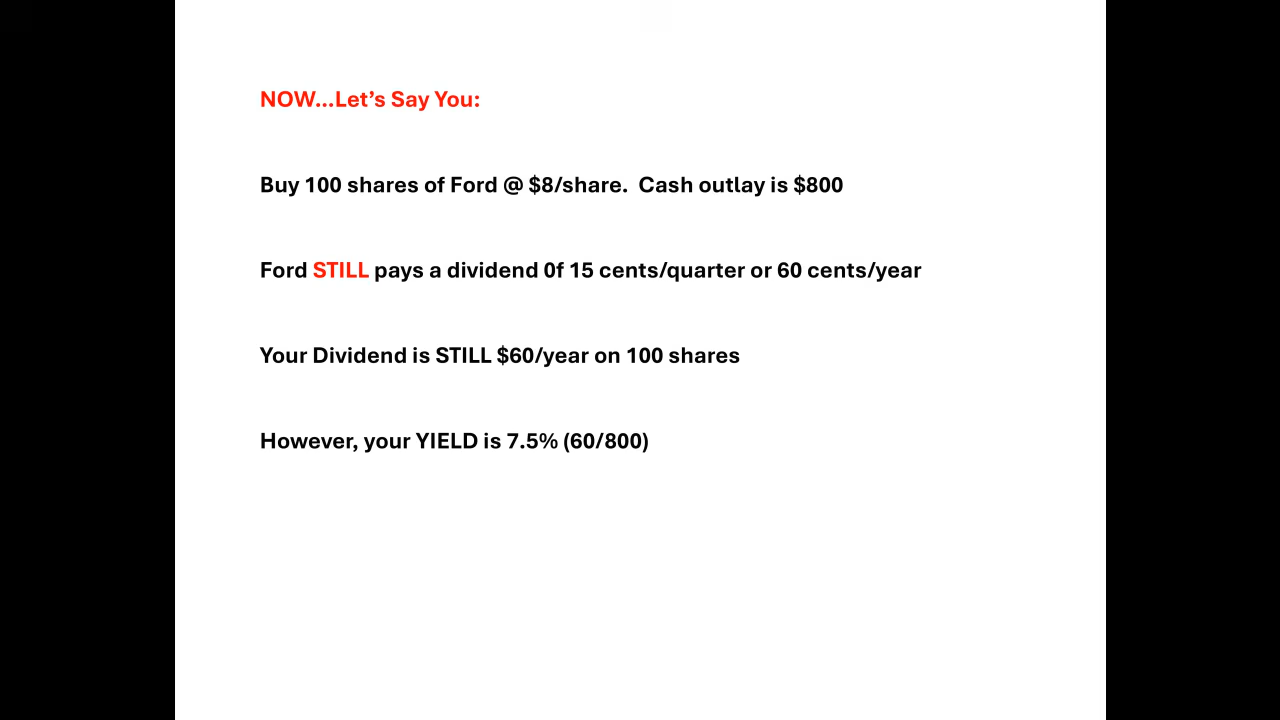 NOW...Let’s Say You:
Buy 100 shares of Ford @ $8/share.  Cash outlay is $800
Ford STILL pays a dividend 0f 15 cents/quarter or 60 cents/year
Your Dividend is STILL $60/year on 100 shares
However, your YIELD is 7.5% (60/800)